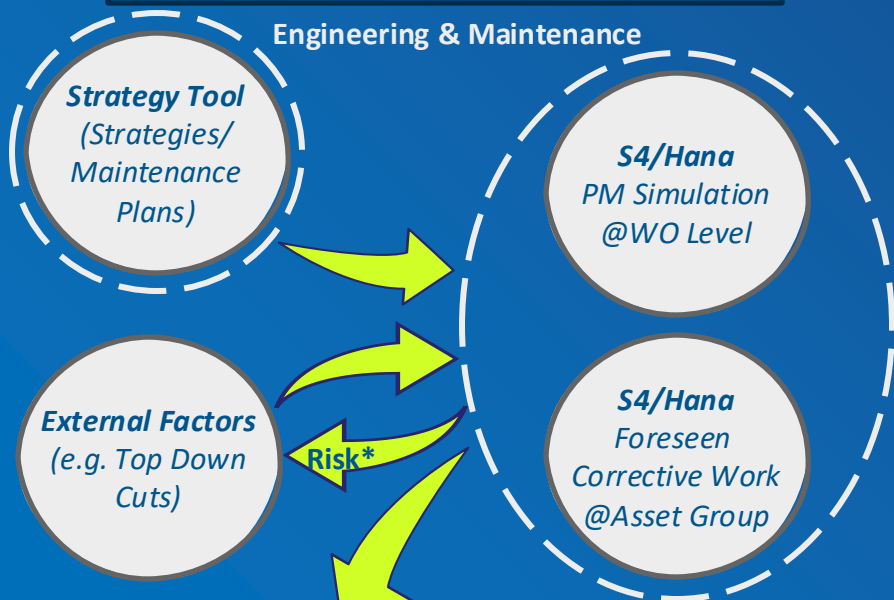 Engineering & Maintenance
Strategy Tool
(Strategies/
Maintenance
Plans)
S4/Hana
PM Simulation
@WO Level
External Factors
(e.g. Top Down
Cuts)
Risk*
S4/Hana
Foreseen
Corrective Work
@Asset Group